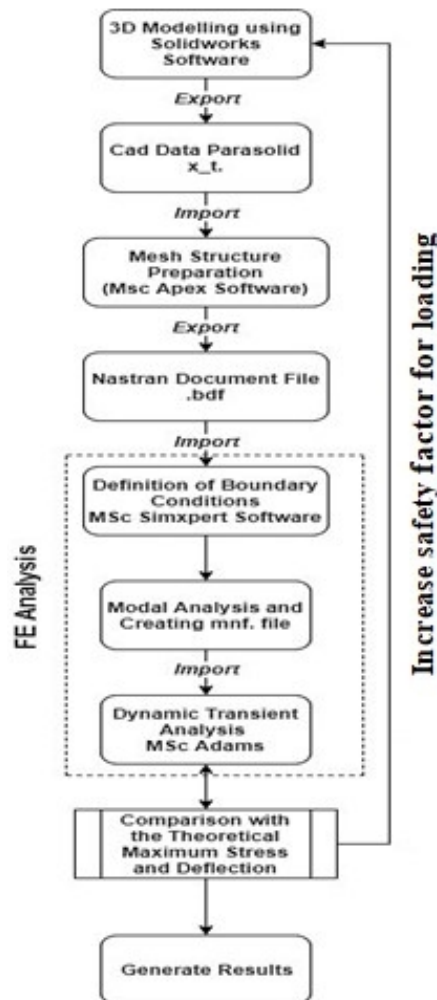 3D Modelling using
Solidworks
Software
Export
Cad Data Parasolid
x_t.
Import
Mesh Structure
Preparation
(Msc Apex Software)
Export
Nastran Document File
.bdf
Import
Definition of Boundary
Conditions
MSc Simxpert Software
Modal Analysis and
Creating mnf. file
Import
Dynamic Transient
Analysis
MSc Adams
FE Analysis
Comparison with
the Theoretical
Maximum Stress
and Deflection
Generate Results
Increase safety factor for loading